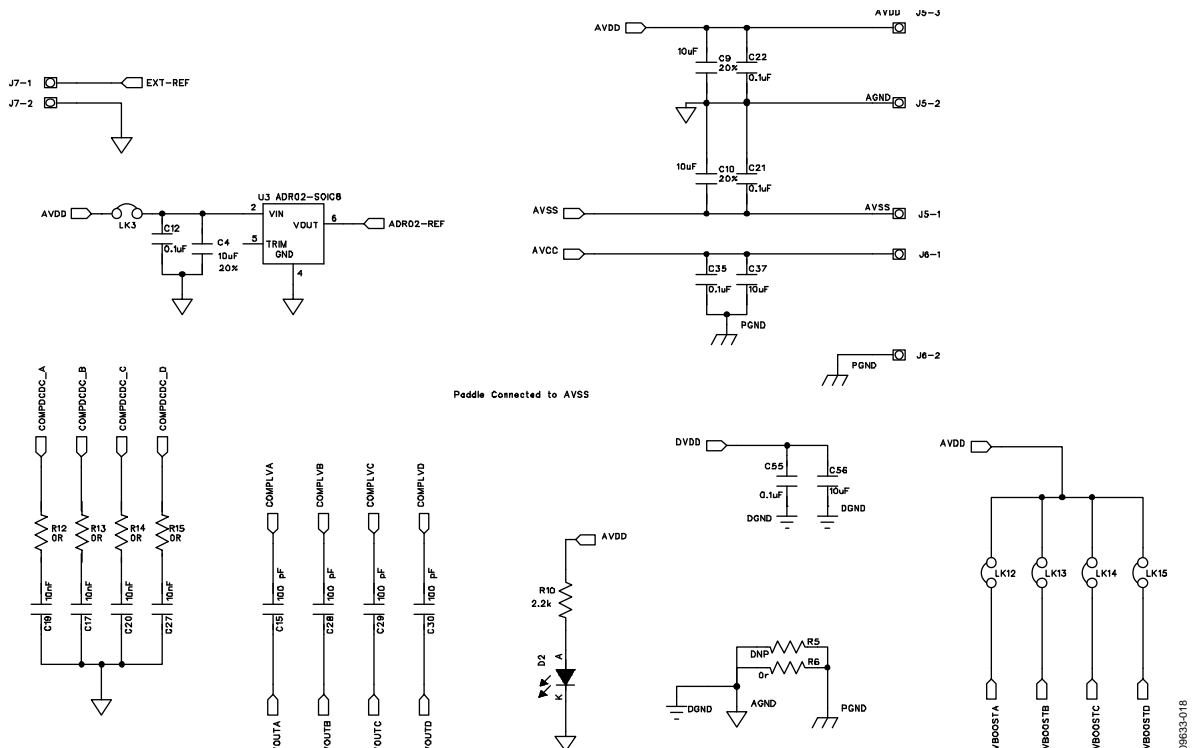 AVDD J5-3
AVDD
10uF C9 C22
20%
0.1uF
J7-1 EXT-REF
J7-2
AGND J5-2
10uF C10 C21
20%
0.1uF
U3 ADR02-SOIC8
AVDD LK3 2 VIN VOUT 6 ADR02-REF
C12 C4
0.1uF 10uF
20%
5 TRIM
GND
4
AVSS AVSS J5-1
AVCC J6-1
C35 C37
0.1uF 10uF
PGND
PGND J6-2
Paddle Connected to AVSS
COMPDCDC_A
COMPDCDC_B
COMPDCDC_C
COMPDCDC_D
R12 R13 R14 R15
0R 0R 0R 0R
10nF 10nF 10nF 10nF
C19 C17 C20 C27
COMPLVA
COMPLVB
COMPLVC
COMPLVD
100 pF 100 pF 100 pF 100 pF
C15 C28 C29 C30
VOUTA
VOUTB
VOUTC
VOUTD
AVDD
R10
2.2k
D2 A
K
DVDD
C55 C56
0.1uF 10uF
DGND DGND
R5
DNP
R6
0r
DGND AGND PGND
AVDD
LK12 LK13 LK14 LK15
VBOOSTA
VBOOSTB
VBOOSTC
VBOOSTD
09633-018